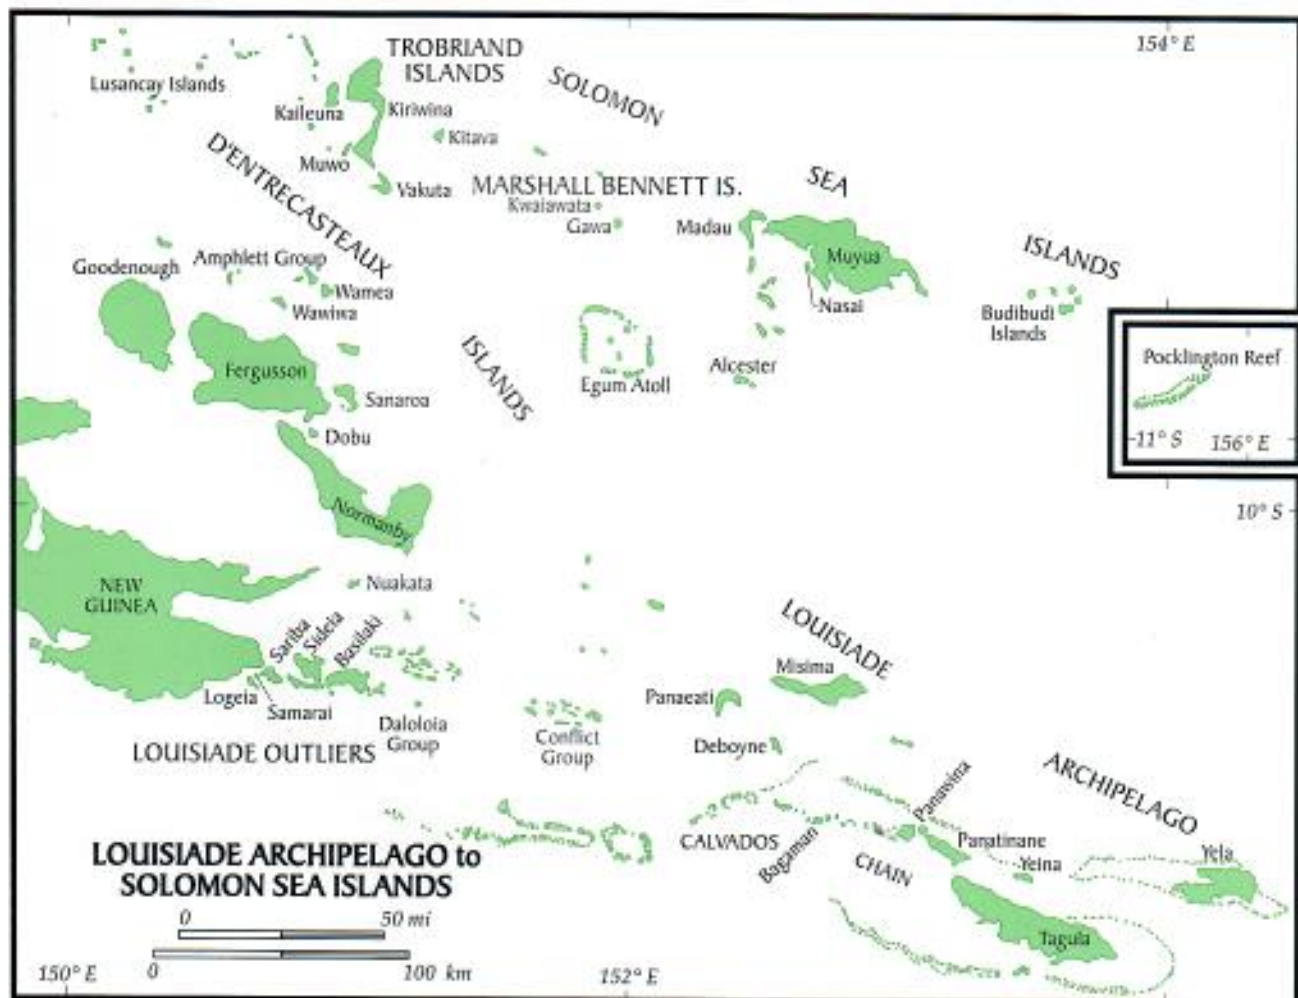 154° E
TROBRIAND
ISLANDS
SOLOMON
Lusancay Islands
Kaileuna
Kiriwina
Kitava
Muwo
D'ENTRECASTEAUX
Vakuta
MARSHALL BENNETT IS.
SEA
Kwaiawata
Gawa
Madau
Muyua
ISLANDS
Goodenough
Amphlett Group
Wamea
Wawiwa
Nasai
Budibudi
Islands
ISLANDS
Pocklington Reef
Fergusson
Egum Atoll
Alcester
Sanaroa
Dobu
11° S
156° E
Normanby
10° S
NEW
GUINEA
Nuakata
Sariba
Sideia
Basilaki
LOUISIADE
Misima
Logeia
Samarai
Panaeati
Daloloia
Group
Conflict
Group
Deboyne
LOUISIADE OUTLIERS
ARCHIPELAGO
Panawina
CALVADOS
Bagaman
CHAIN
Panatinane
Yeina
Yela
LOUISIADE ARCHIPELAGO to
SOLOMON SEA ISLANDS
Tagula
0 50 mi
0 100 km
150° E
152° E